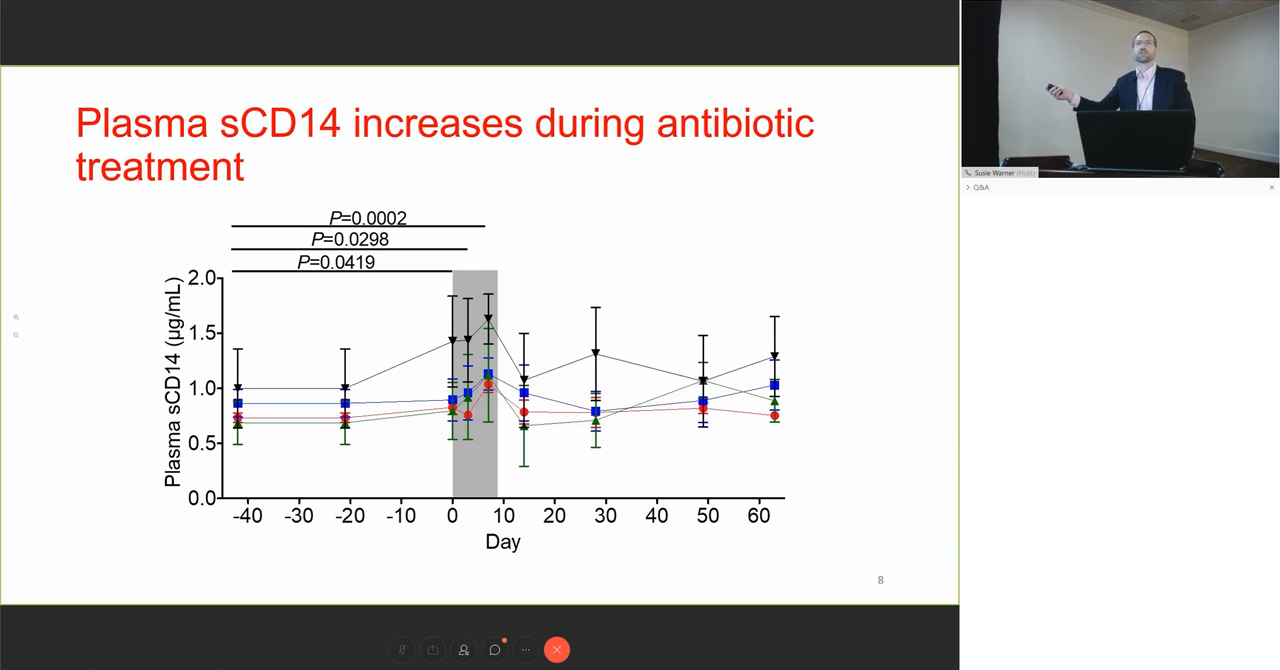 Plasma sCD14 increases during antibiotic
treatment
P=0.0002
P=0.0298
P=0.0419
Plasma sCD14 (µg/mL)
2.0
1.5
1.0
0.5
0.0
-40 -30 -20 -10 0 10 20 30 40 50 60
Day
8
Susie Warner (Host)
Q&A